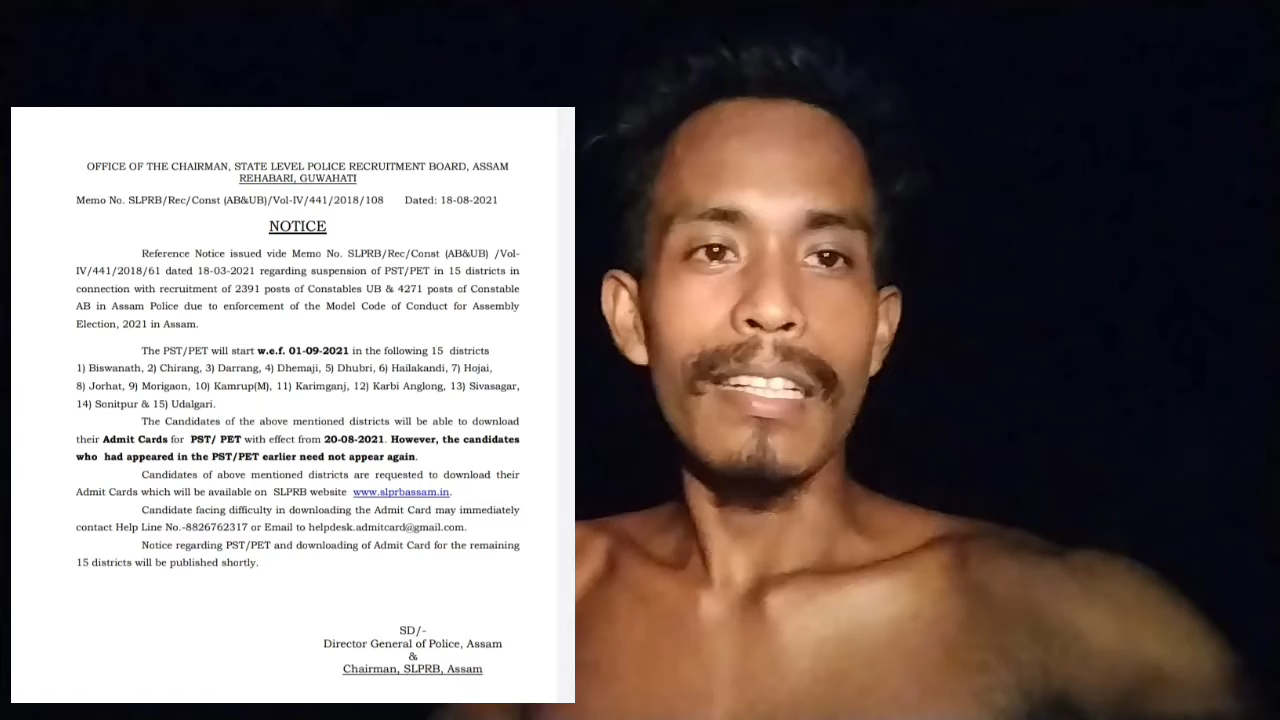 OFFICE OF THE CHAIRMAN, STATE LEVEL POLICE RECRUITMENT BOARD, ASSAM
REHABARI, GUWAHATI
Memo No. SLPRB/Rec/Const (AB&UB)/Vol-IV/441/2018/108 Dated: 18-08-2021
NOTICE
Reference Notice issued vide Memo No. SLPRB/Rec/Const (AB&UB) /Vol-
IV/441/2018/61 dated 18-03-2021 regarding suspension of PST/PET in 15 districts in
connection with recruitment of 2391 posts of Constables UB & 4271 posts of Constable
AB in Assam Police due to enforcement of the Model Code of Conduct for Assembly
Election, 2021 in Assam.
The PST/PET will start w.e.f. 01-09-2021 in the following 15 districts
1) Biswanath, 2) Chirang, 3) Darrang, 4) Dhemaji, 5) Dhubri, 6) Hailakandi, 7) Hojai,
8) Jorhat, 9) Morigaon, 10) Kamrup(M), 11) Karimganj, 12) Karbi Anglong, 13) Sivasagar,
14) Sonitpur & 15) Udalgari.
The Candidates of the above mentioned districts will be able to download
their Admit Cards for PST/ PET with effect from 20-08-2021. However, the candidates
who had appeared in the PST/PET earlier need not appear again.
Candidates of above mentioned districts are requested to download their
Admit Cards which will be available on SLPRB website www.slprbassam.in.
Candidate facing difficulty in downloading the Admit Card may immediately
contact Help Line No.-8826762317 or Email to helpdesk.admitcard@gmail.com.
Notice regarding PST/PET and downloading of Admit Card for the remaining
15 districts will be published shortly.
SD/-
Director General of Police, Assam
&
Chairman, SLPRB, Assam